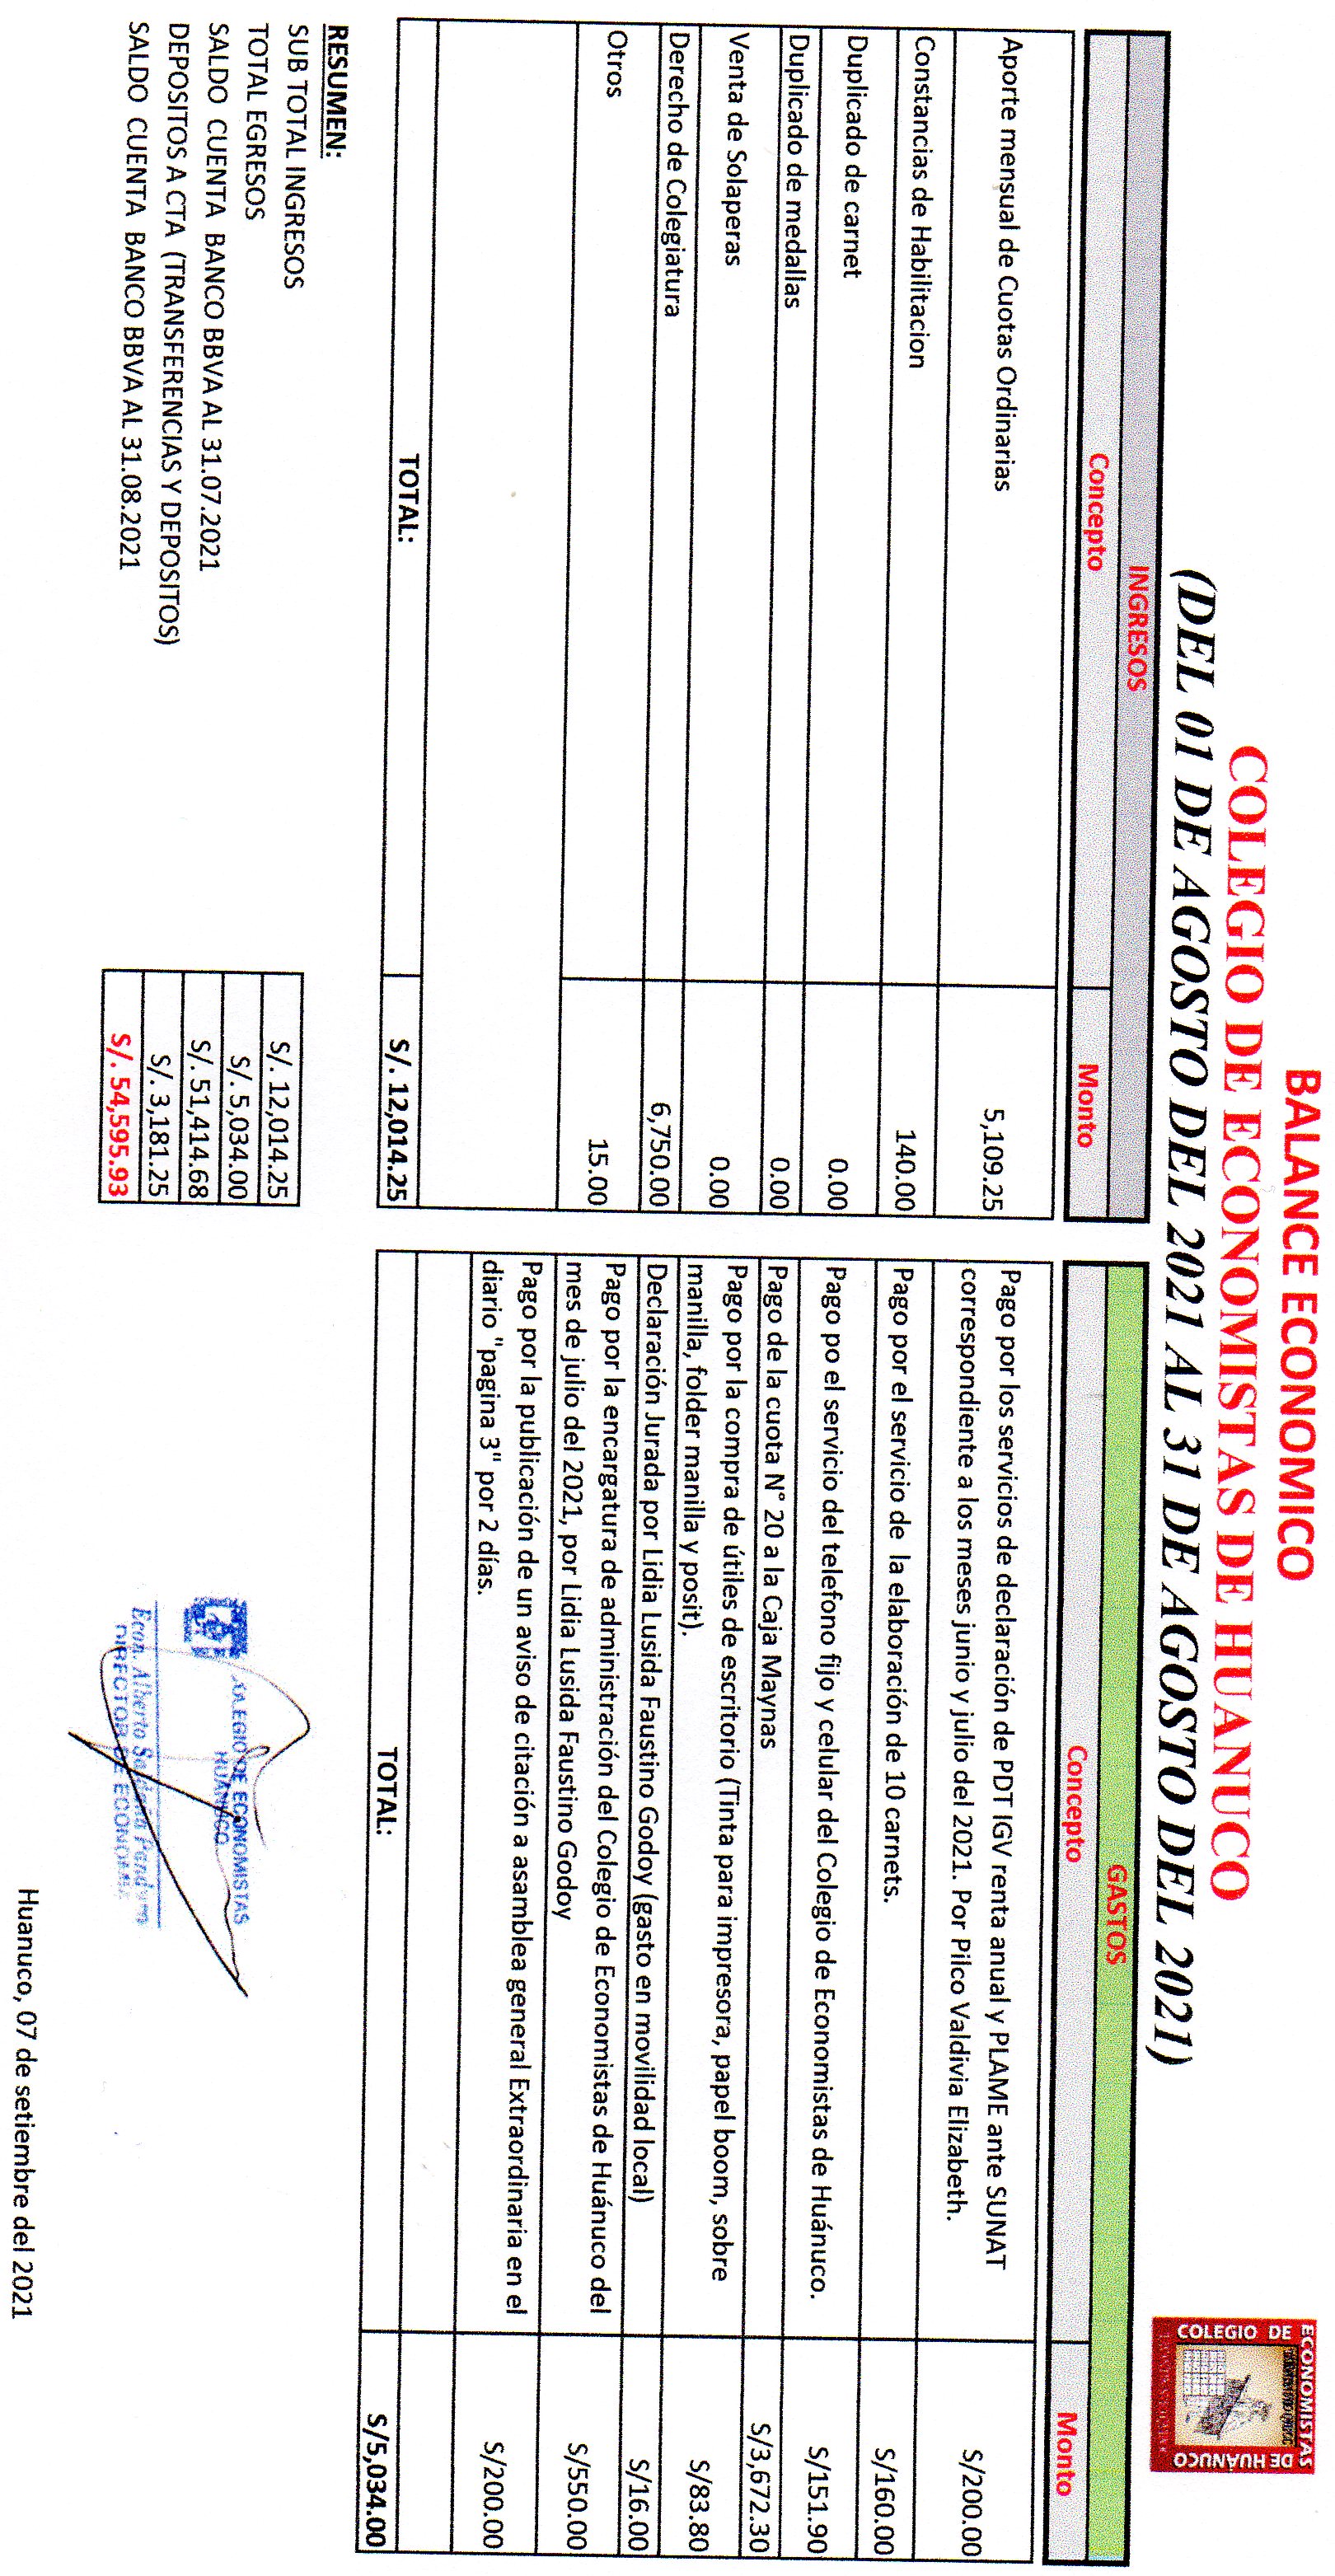 BALANCE ECONOMICO
COLEGIO DE ECONOMISTAS DE HUANUCO
(DEL 01 DE AGOSTO DEL 2021 AL 31 DE AGOSTO DEL 2021)
COLEGIO DE ECONOMISTAS DE HUÁNUCO
INGRESOS
Concepto Monto
Aporte mensual de Cuotas Ordinarias 5,109.25
Constancias de Habilitacion 140.00
Duplicado de carnet 0.00
Duplicado de medallas 0.00
Venta de Solaperas 0.00
Derecho de Colegiatura 6,750.00
Otros 15.00
TOTAL: S/. 12,014.25
GASTOS
Concepto Monto
Pago por los servicios de declaración de PDT IGV renta anual y PLAME ante SUNAT
correspondiente a los meses junio y julio del 2021. Por Pilco Valdivia Elizabeth. S/200.00
Pago por el servicio de la elaboración de 10 carnets. S/160.00
Pago po el servicio del telefono fijo y celular del Colegio de Economistas de Huánuco. S/151.90
Pago de la cuota N° 20 a la Caja Maynas S/3,672.30
Pago por la compra de útiles de escritorio (Tinta para impresora, papel boom, sobre
manilla, folder manilla y posit). S/83.80
Declaración Jurada por Lidia Lusida Faustino Godoy (gasto en movilidad local) S/16.00
Pago por la encargatura de administración del Colegio de Economistas de Huánuco del
mes de julio del 2021, por Lidia Lusida Faustino Godoy S/550.00
Pago por la publicación de un aviso de citación a asamblea general Extraordinaria en el
diario "pagina 3" por 2 días. S/200.00
TOTAL: S/5,034.00
RESUMEN:
SUB TOTAL INGRESOS S/. 12,014.25
TOTAL EGRESOS S/. 5,034.00
SALDO CUENTA BANCO BBVA AL 31.07.2021 S/. 51,414.68
DEPOSITOS A CTA (TRANSFERENCIAS Y DEPOSITOS) S/. 3,181.25
SALDO CUENTA BANCO BBVA AL 31.08.2021 S/. 54,595.93
COLEGIO DE ECONOMISTAS
HUANUCO
Econ. Alberto Saldaña Panduro
DIRECTOR DE ECONOMIA
Huanuco, 07 de setiembre del 2021